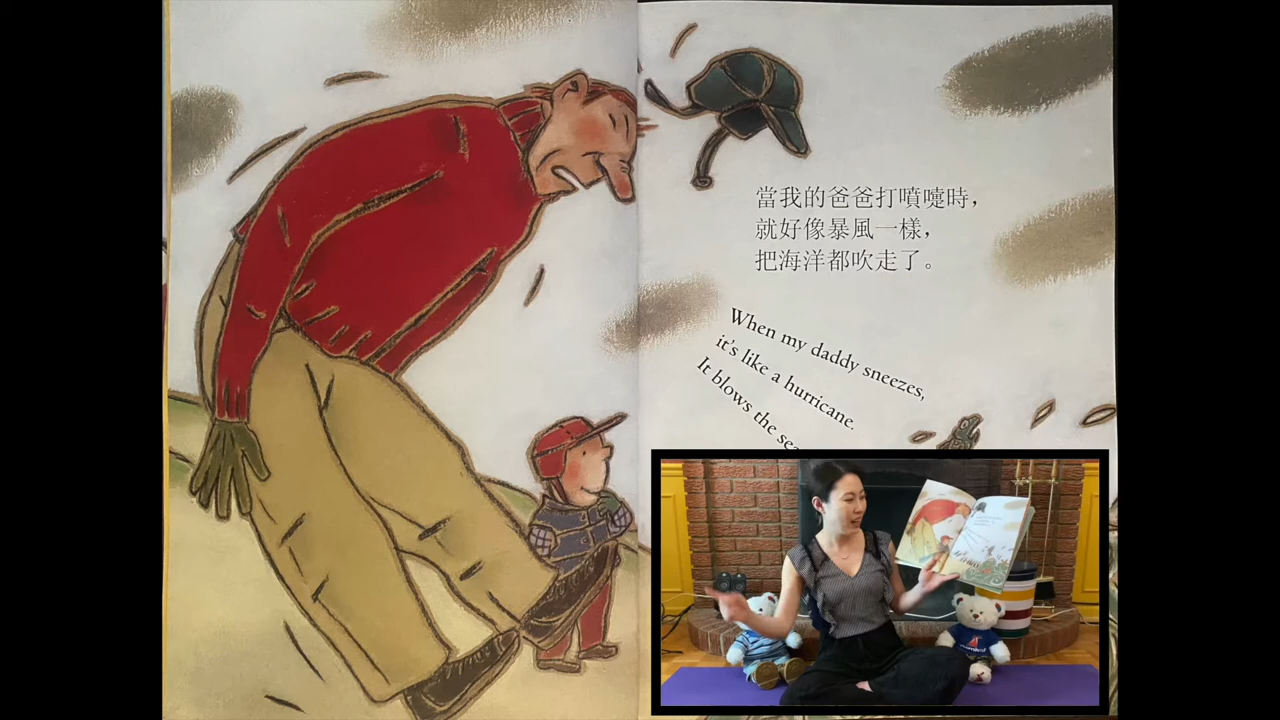 當我的爸爸打噴嚏時，
就好像暴風一樣，
把海洋都吹走了。
When my daddy sneezes,
it's like a hurricane.
It blows the sea